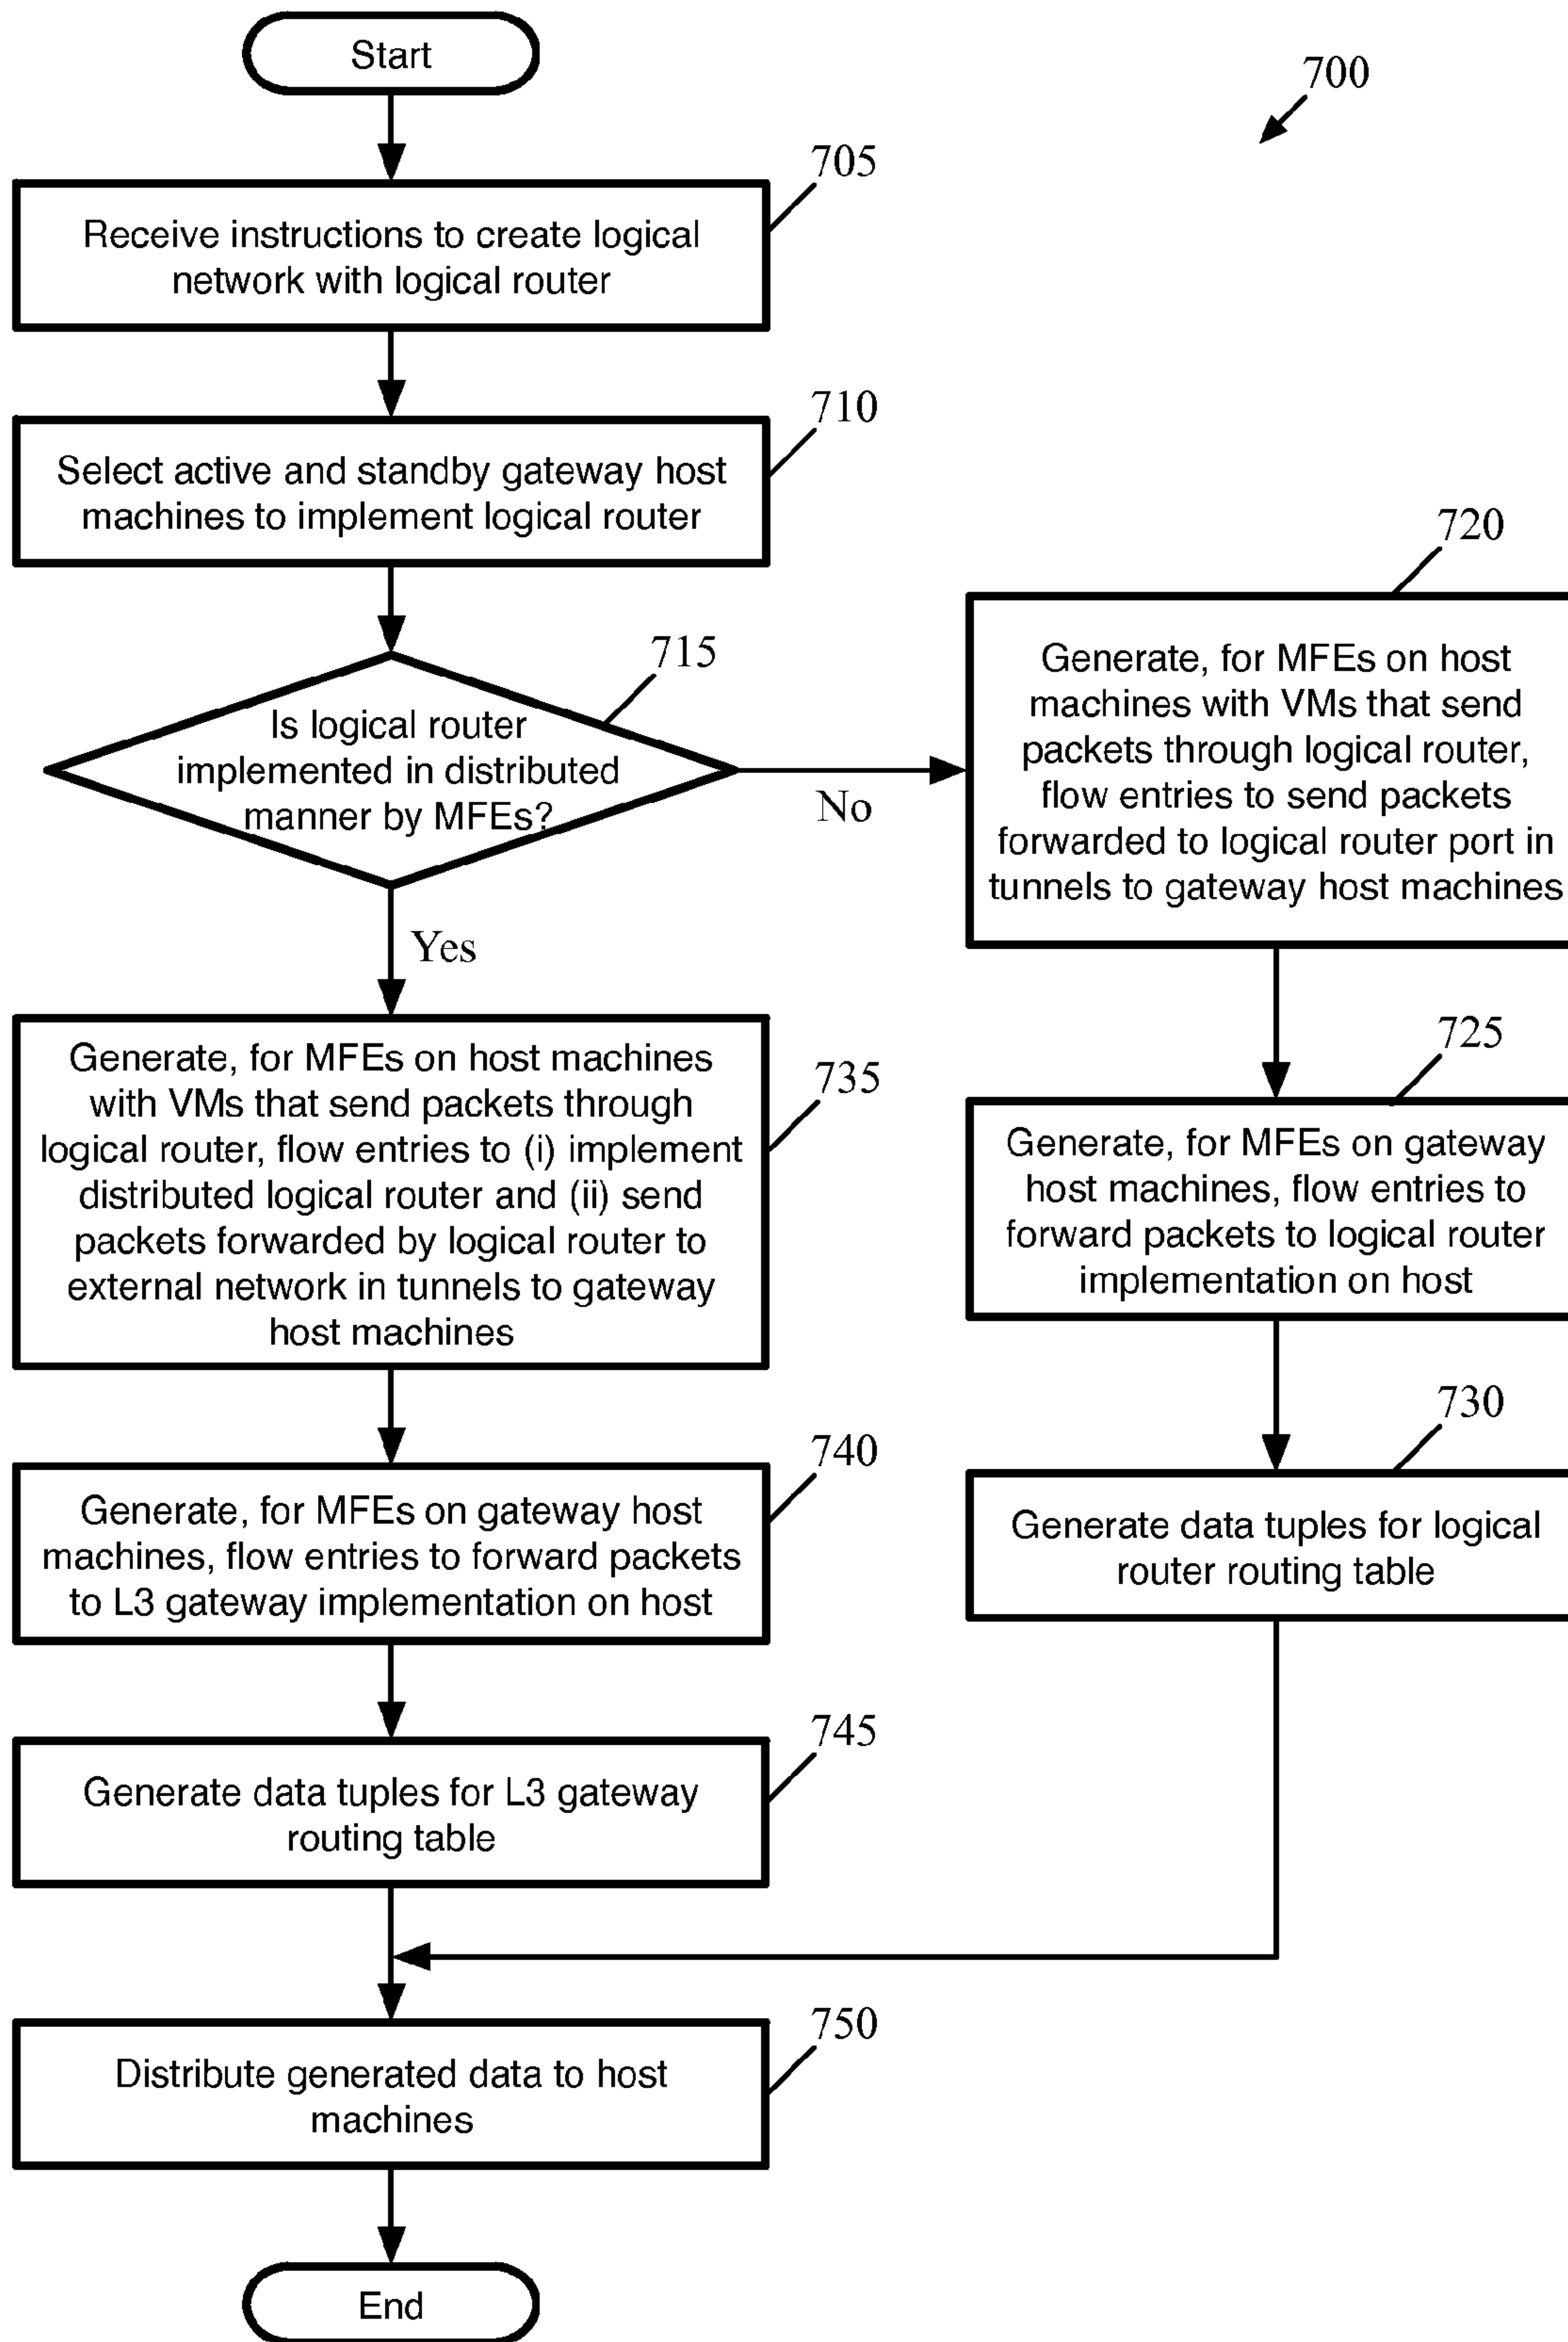 Start
700
705
Receive instructions to create logical
network with logical router
710
Select active and standby gateway host
machines to implement logical router
715
Is logical router
implemented in distributed
manner by MFEs?
No
Yes
720
Generate, for MFEs on host
machines with VMs that send
packets through logical router,
flow entries to send packets
forwarded to logical router port in
tunnels to gateway host machines
725
Generate, for MFEs on gateway
host machines, flow entries to
forward packets to logical router
implementation on host
730
Generate data tuples for logical
router routing table
735
Generate, for MFEs on host machines
with VMs that send packets through
logical router, flow entries to (i) implement
distributed logical router and (ii) send
packets forwarded by logical router to
external network in tunnels to gateway
host machines
740
Generate, for MFEs on gateway host
machines, flow entries to forward packets
to L3 gateway implementation on host
745
Generate data tuples for L3 gateway
routing table
750
Distribute generated data to host
machines
End